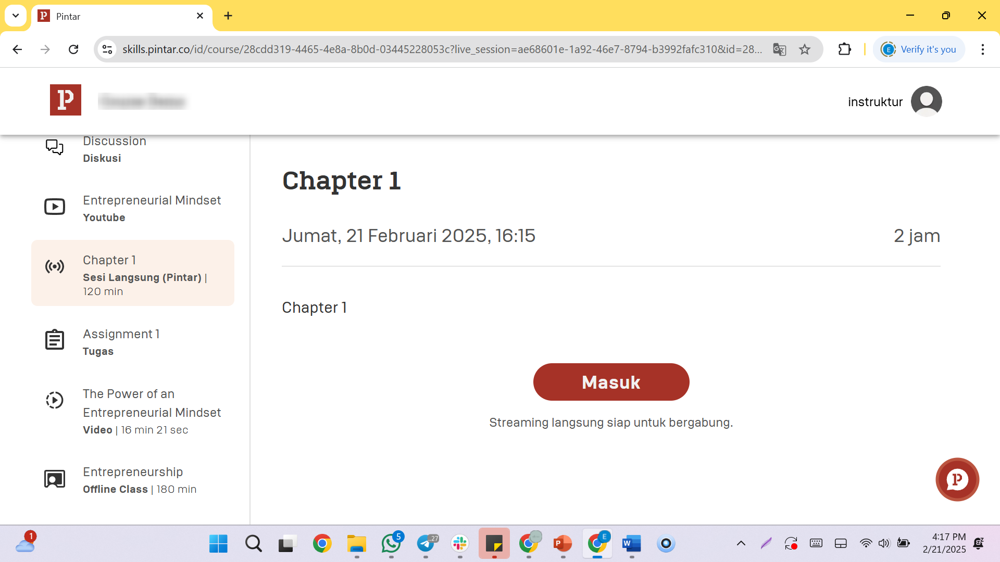 Pintar
skills.pintar.co/id/course/28cdd319-4465-4e8a-8b0d-03445228053c?live_session=ae68601e-1a92-46e7-8794-b3992fafc310&id=28...
E
Verify it's you
P
instruktur
Discussion
Diskusi
Entrepreneurial Mindset
Youtube
Chapter 1
Sesi Langsung (Pintar) |
120 min
Assignment 1
Tugas
The Power of an
Entrepreneurial Mindset
Video | 16 min 21 sec
Entrepreneurship
Offline Class | 180 min
Chapter 1
Jumat, 21 Februari 2025, 16:15
2 jam
Chapter 1
Masuk
Streaming langsung siap untuk bergabung.
P
1
5
..27
P
E
W
4:17 PM
2/21/2025